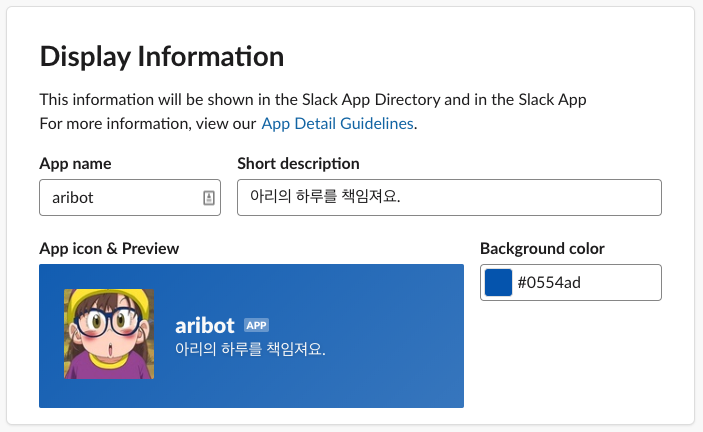 Display Information
This information will be shown in the Slack App Directory and in the Slack App
For more information, view our App Detail Guidelines.
App name
Short description
aribot
아리의 하루를 책임져요.
App icon & Preview
Background color
#0554ad
aribot APP
아리의 하루를 책임져요.